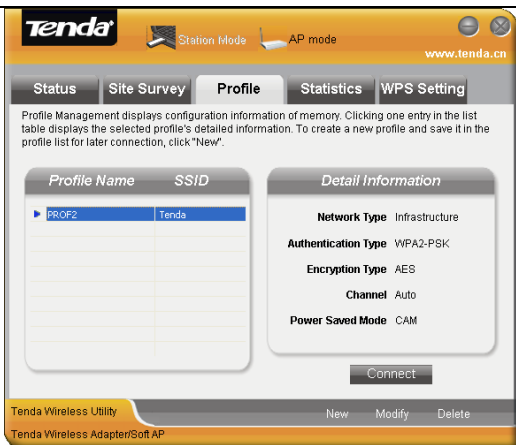 Tenda
Station Mode
AP mode
www.tenda.cn
Status
Site Survey
Profile
Statistics
WPS Setting
Profile Management displays configuration information of memory. Clicking one entry in the list
table displays the selected profile's detailed information. To create a new profile and save it in the
profile list for later connection, click "New".
Profile Name SSID
PROF2 Tenda
Detail Information
Network Type Infrastructure
Authentication Type WPA2-PSK
Encryption Type AES
Channel Auto
Power Saved Mode CAM
Connect
Tenda Wireless Utility
New Modify Delete
Tenda Wireless Adapter/Soft AP